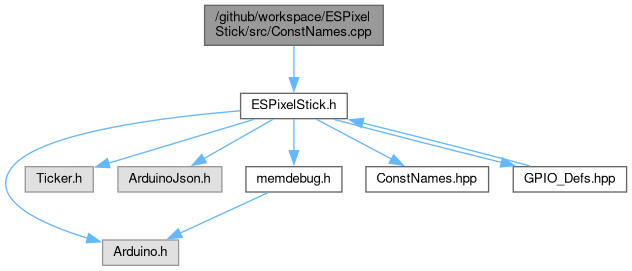 /github/workspace/ESPixel
Stick/src/ConstNames.cpp
ESPixelStick.h
Ticker.h
ArduinoJson.h
memdebug.h
ConstNames.hpp
GPIO_Defs.hpp
Arduino.h